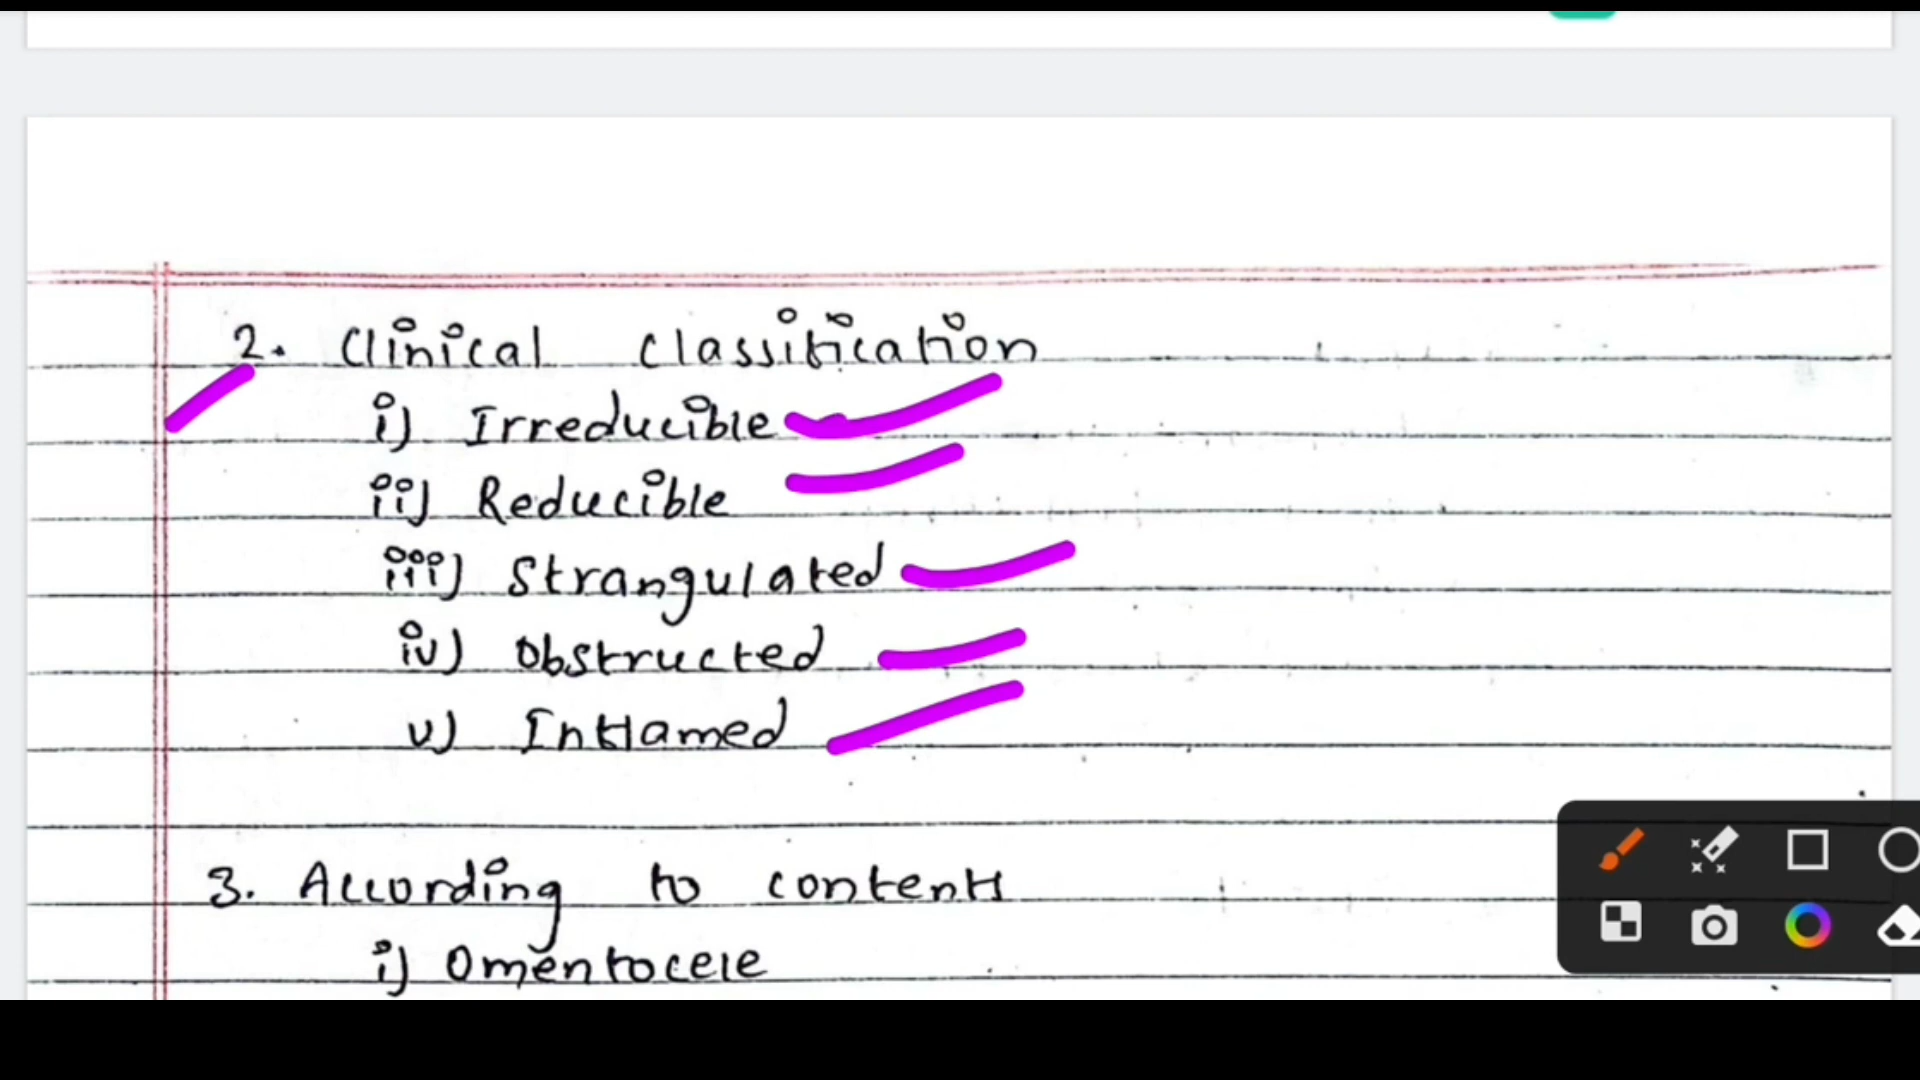 2. Clinical classification
i) Irreducible
ii) Reducible
iii) Strangulated
iv) Obstructed
v) Inflamed
3. According to contents
i) Omentocele